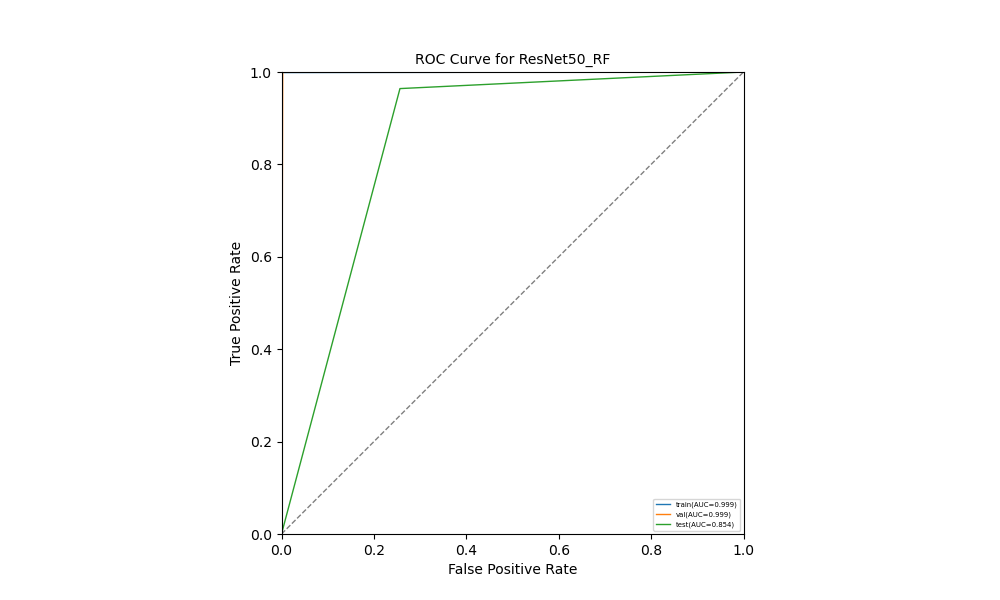 ROC Curve for ResNet50_RF
1.0
0.8
0.6
0.4
0.2
0.0
True Positive Rate
0.0 0.2 0.4 0.6 0.8 1.0
False Positive Rate
train(AUC=0.999)
val(AUC=0.999)
test(AUC=0.854)